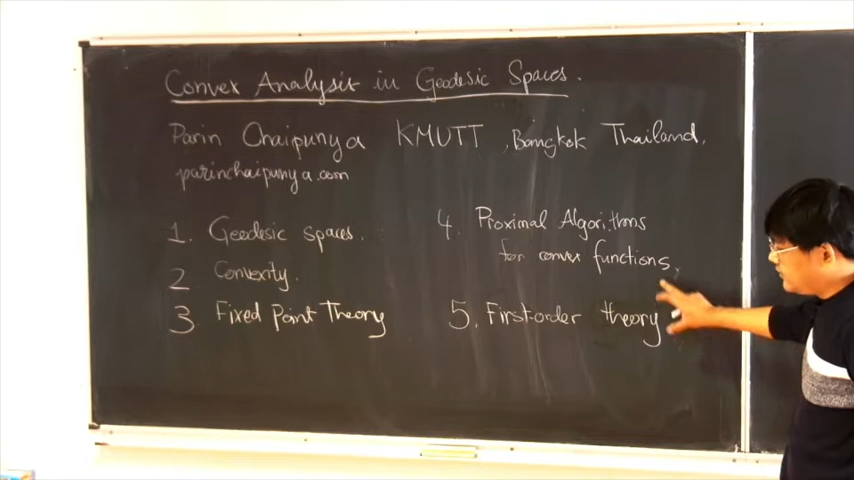 Convex Analysis in Geodesic Spaces.
Parin Chaipunya KMUTT, Bangkok Thailand,
parinchaipunya.com
1. Geodesic spaces.
2 Convexity.
3 Fixed Point Theory
4. Proximal Algorithms
for convex functions,
5. First-order theory